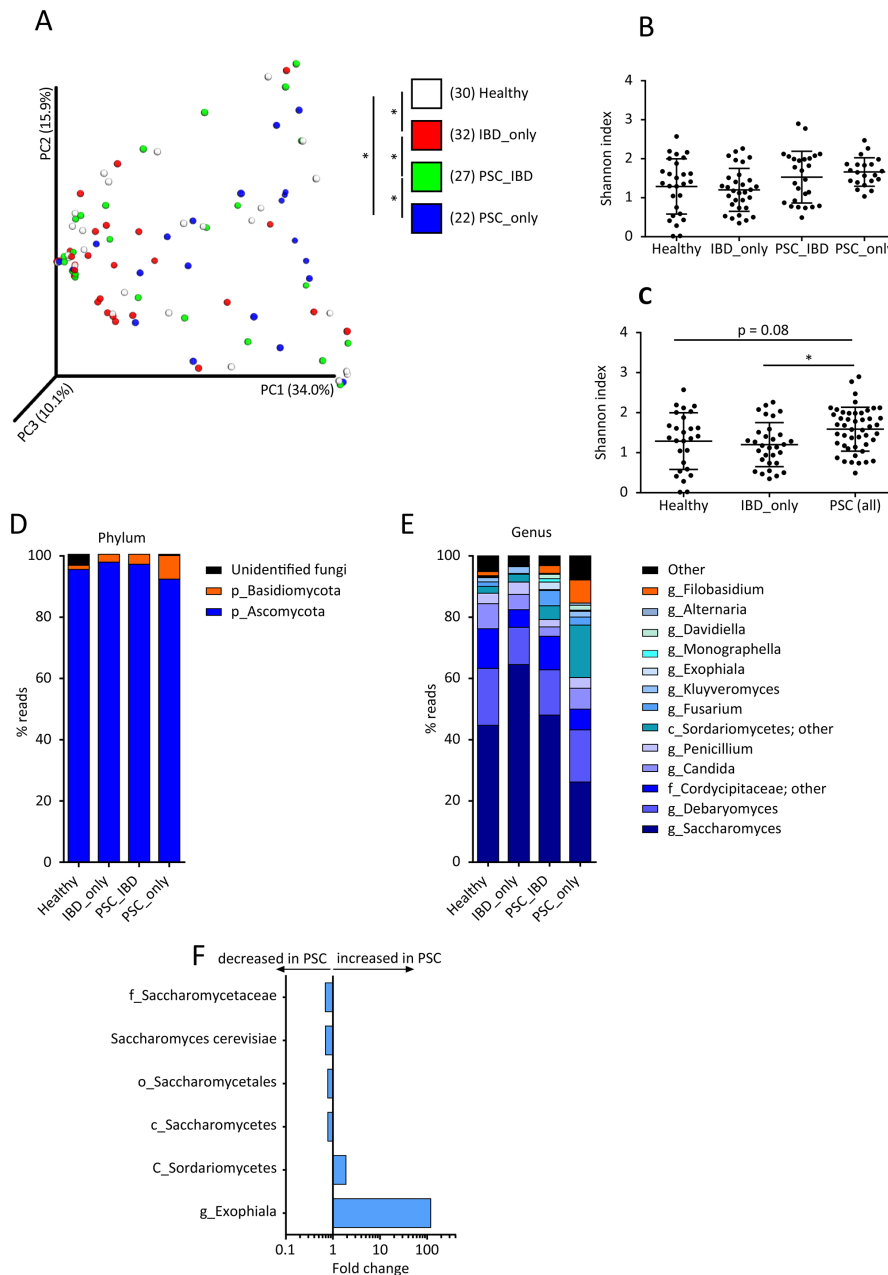 A
PC2 (15.9%)
PC1 (34.0%)
PC3 (10.1%)
(30) Healthy
(32) IBD_only
(27) PSC_IBD
(22) PSC_only
*
*
*
*
B
Shannon index
4
3
2
1
0
Healthy
IBD_only
PSC_IBD
PSC_only
C
p = 0.08
*
Shannon index
4
3
2
1
0
Healthy
IBD_only
PSC (all)
D
Phylum
% reads
100
80
60
40
20
0
Healthy
IBD_only
PSC_IBD
PSC_only
Unidentified fungi
p_Basidiomycota
p_Ascomycota
E
Genus
% reads
100
80
60
40
20
0
Healthy
IBD_only
PSC_IBD
PSC_only
Other
g_Filobasidium
g_Alternaria
g_Davidiella
g_Monographella
g_Exophiala
g_Kluyveromyces
g_Fusarium
c_Sordariomycetes; other
g_Penicillium
g_Candida
f_Cordycipitaceae; other
g_Debaryomyces
g_Saccharomyces
F
decreased in PSC
increased in PSC
f_Saccharomycetaceae
Saccharomyces cerevisiae
o_Saccharomycetales
c_Saccharomycetes
C_Sordariomycetes
g_Exophiala
0.1
1
10
100
Fold change